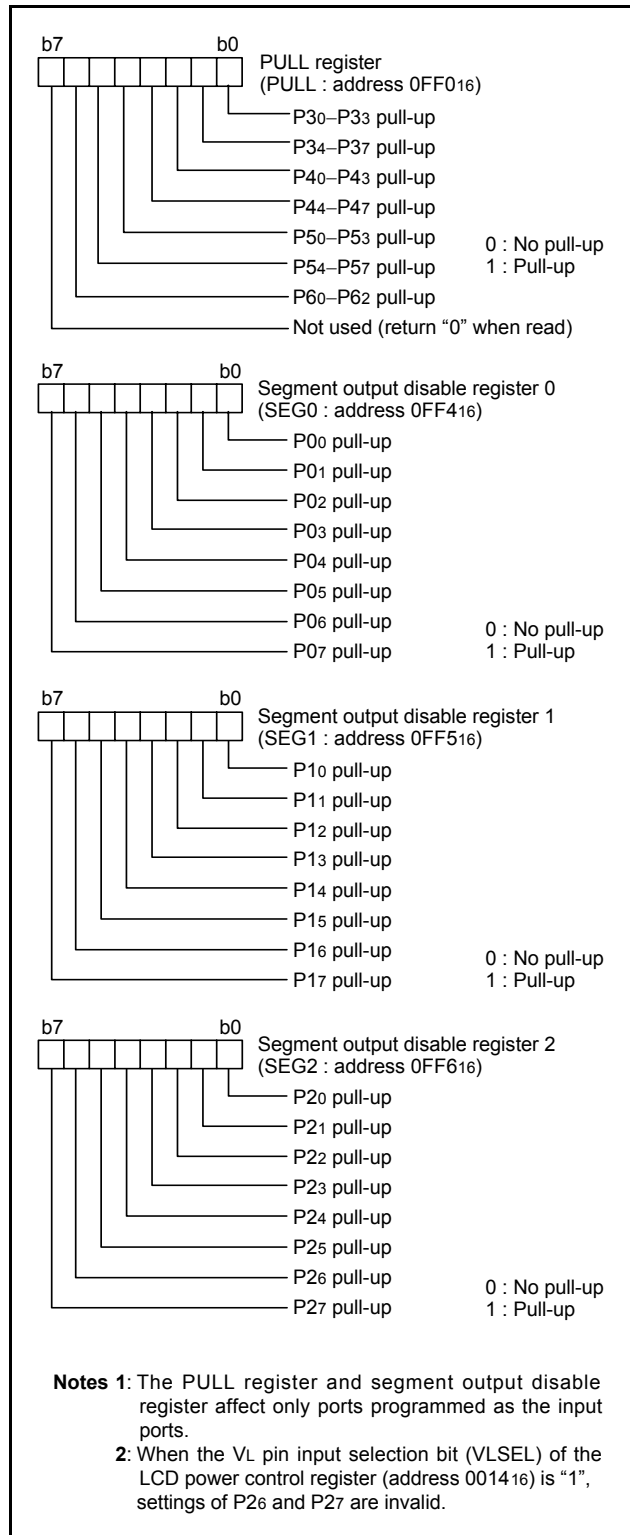 b7 b0
PULL register
(PULL : address 0FF016)
P30–P33 pull-up
P34–P37 pull-up
P40–P43 pull-up
P44–P47 pull-up
P50–P53 pull-up
P54–P57 pull-up
P60–P62 pull-up
Not used (return “0” when read)
0 : No pull-up
1 : Pull-up
b7 b0
Segment output disable register 0
(SEG0 : address 0FF416)
P00 pull-up
P01 pull-up
P02 pull-up
P03 pull-up
P04 pull-up
P05 pull-up
P06 pull-up
P07 pull-up
0 : No pull-up
1 : Pull-up
b7 b0
Segment output disable register 1
(SEG1 : address 0FF516)
P10 pull-up
P11 pull-up
P12 pull-up
P13 pull-up
P14 pull-up
P15 pull-up
P16 pull-up
P17 pull-up
0 : No pull-up
1 : Pull-up
b7 b0
Segment output disable register 2
(SEG2 : address 0FF616)
P20 pull-up
P21 pull-up
P22 pull-up
P23 pull-up
P24 pull-up
P25 pull-up
P26 pull-up
P27 pull-up
0 : No pull-up
1 : Pull-up
Notes 1: The PULL register and segment output disable
register affect only ports programmed as the input
ports.
2: When the VL pin input selection bit (VLSEL) of the
LCD power control register (address 001416) is “1”,
settings of P26 and P27 are invalid.